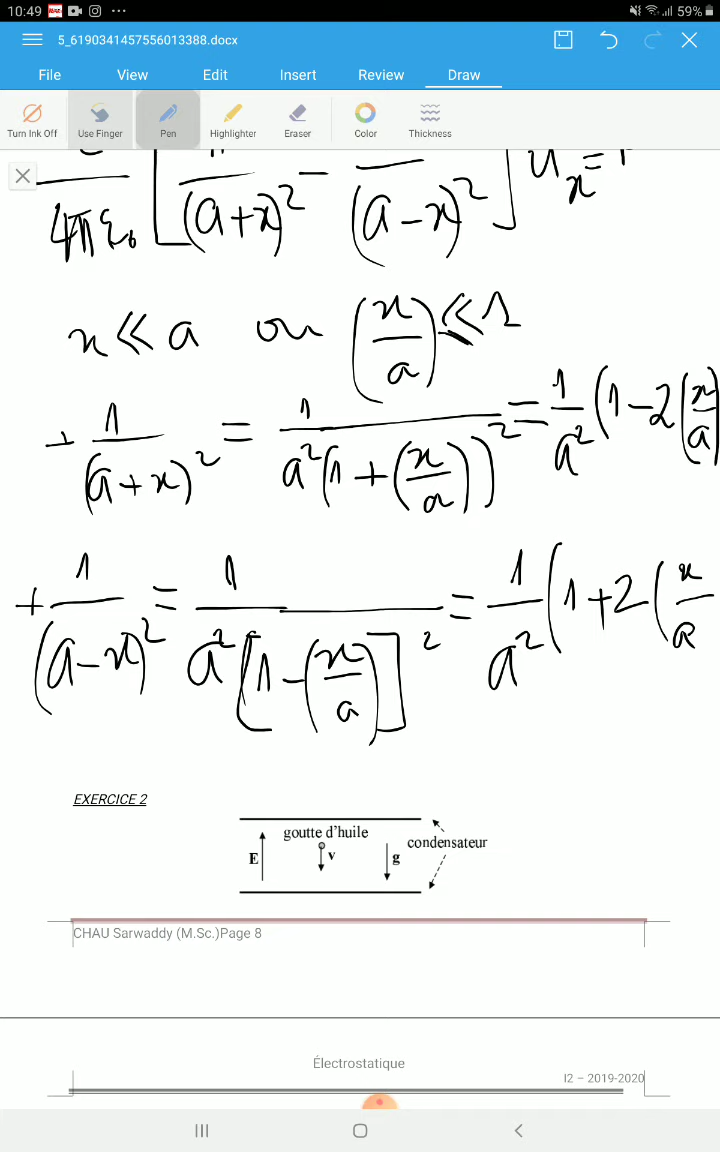 10:49 59%
5_6190341457556013388.docx
File View Edit Insert Review Draw
Turn Ink Off Use Finger Pen Highlighter Eraser Color Thickness
4πε₀ [ (a+x)² − (a−x)² ] u x =
x ≪ a ou (x/a) ≪ 1
+ 1/(a+x)² = 1/a²(1+(x/a))² = 1/a² (1−2(x/a)
+ 1/(a−x)² = 1/a²[1−(x/a)]² = 1/a² (1+2(x/a
EXERCICE 2
goutte d'huile
condensateur
E v g
CHAU Sarwaddy (M.Sc.)Page 8
Électrostatique
I2 – 2019-2020